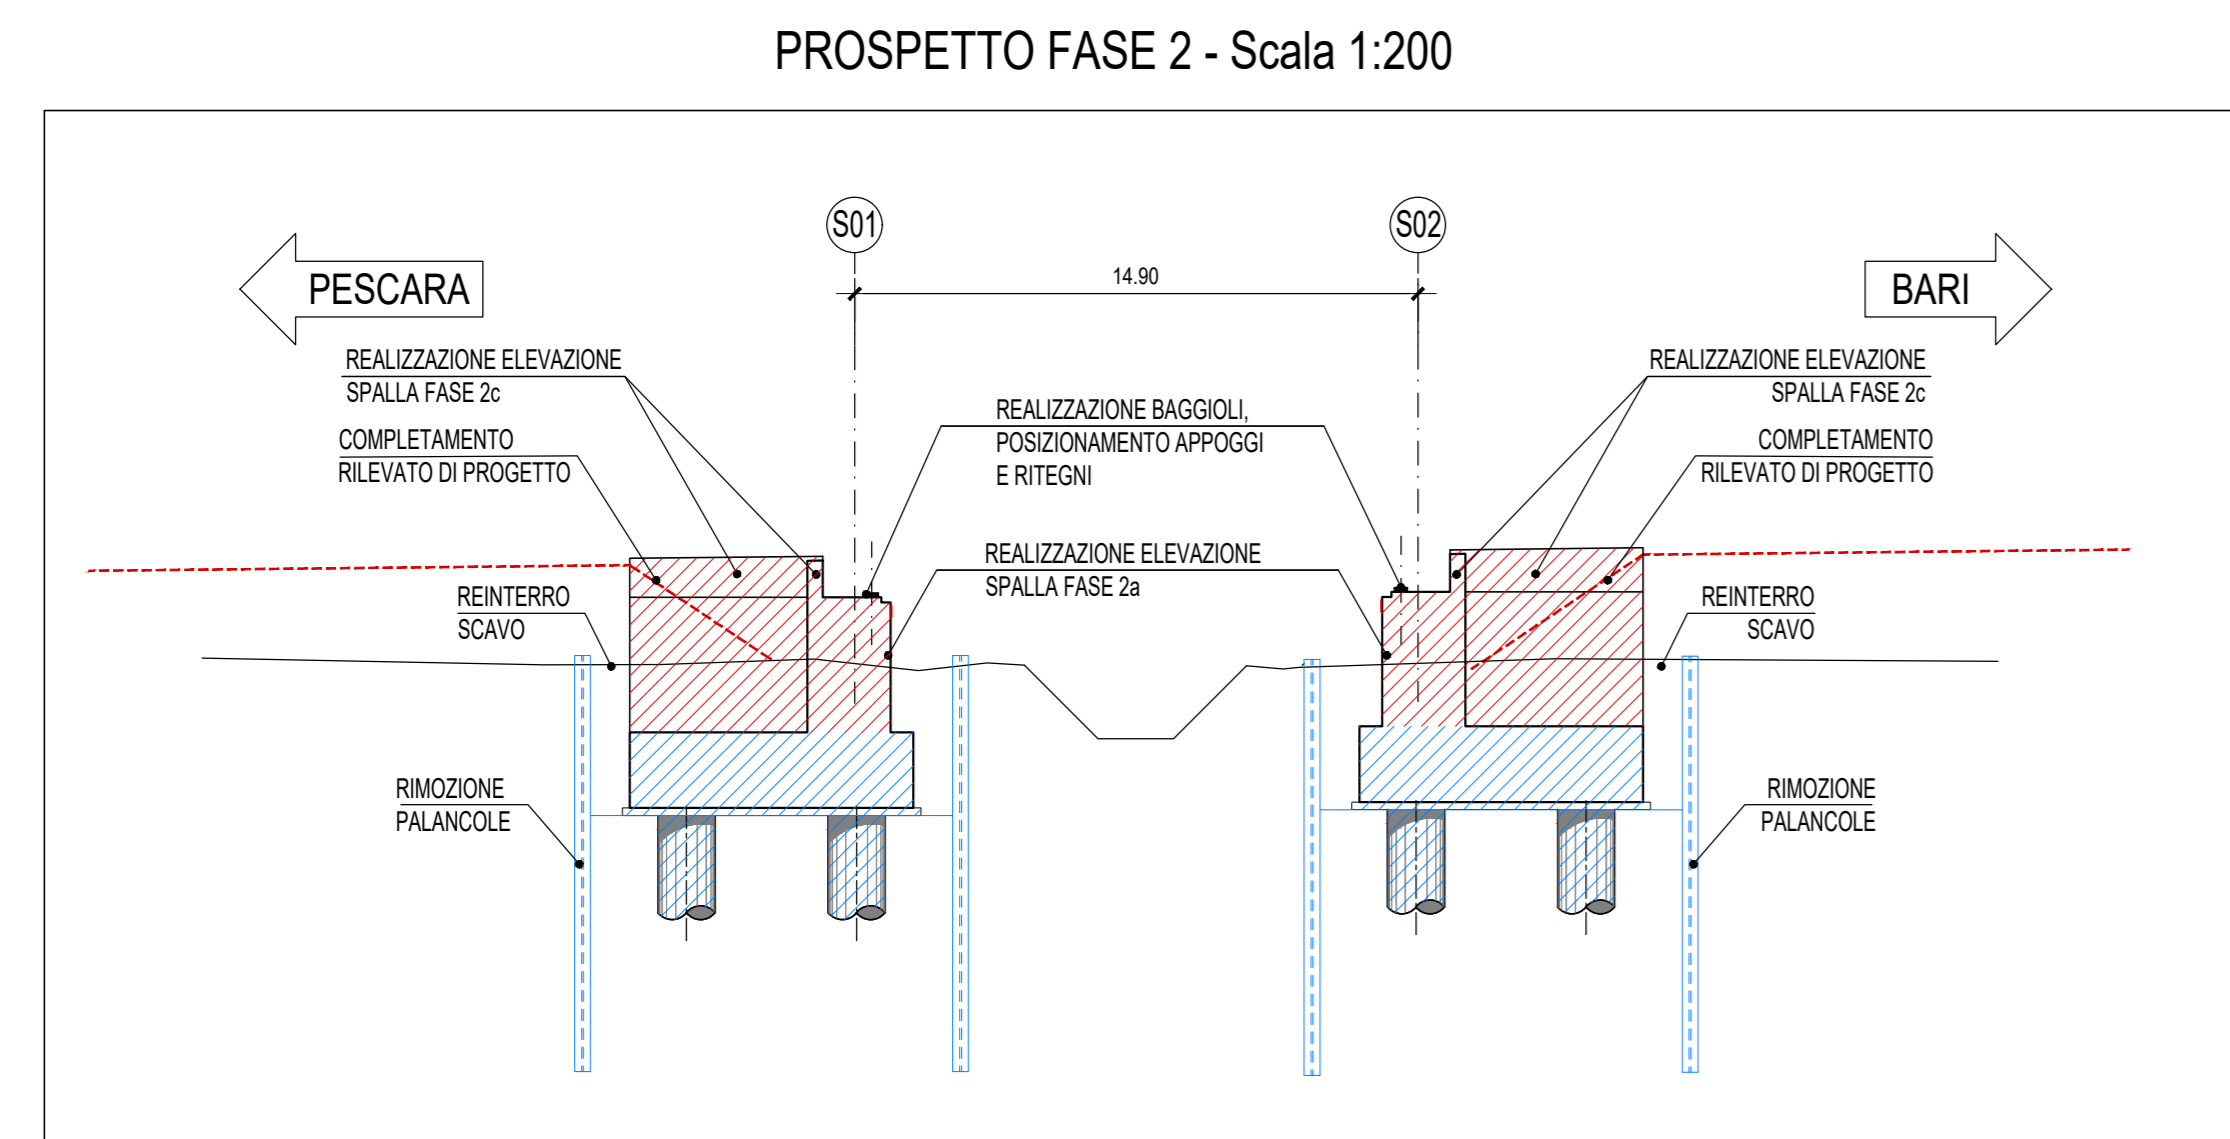 PROSPETTO FASE 2 - Scala 1:200
S01
S02
14.90
PESCARA
BARI
REALIZZAZIONE ELEVAZIONE
SPALLA FASE 2c
COMPLETAMENTO
RILEVATO DI PROGETTO
REALIZZAZIONE BAGGIOLI,
POSIZIONAMENTO APPOGGI
E RITEGNI
REALIZZAZIONE ELEVAZIONE
SPALLA FASE 2c
COMPLETAMENTO
RILEVATO DI PROGETTO
REALIZZAZIONE ELEVAZIONE
SPALLA FASE 2a
REINTERRO
SCAVO
REINTERRO
SCAVO
RIMOZIONE
PALANCOLE
RIMOZIONE
PALANCOLE